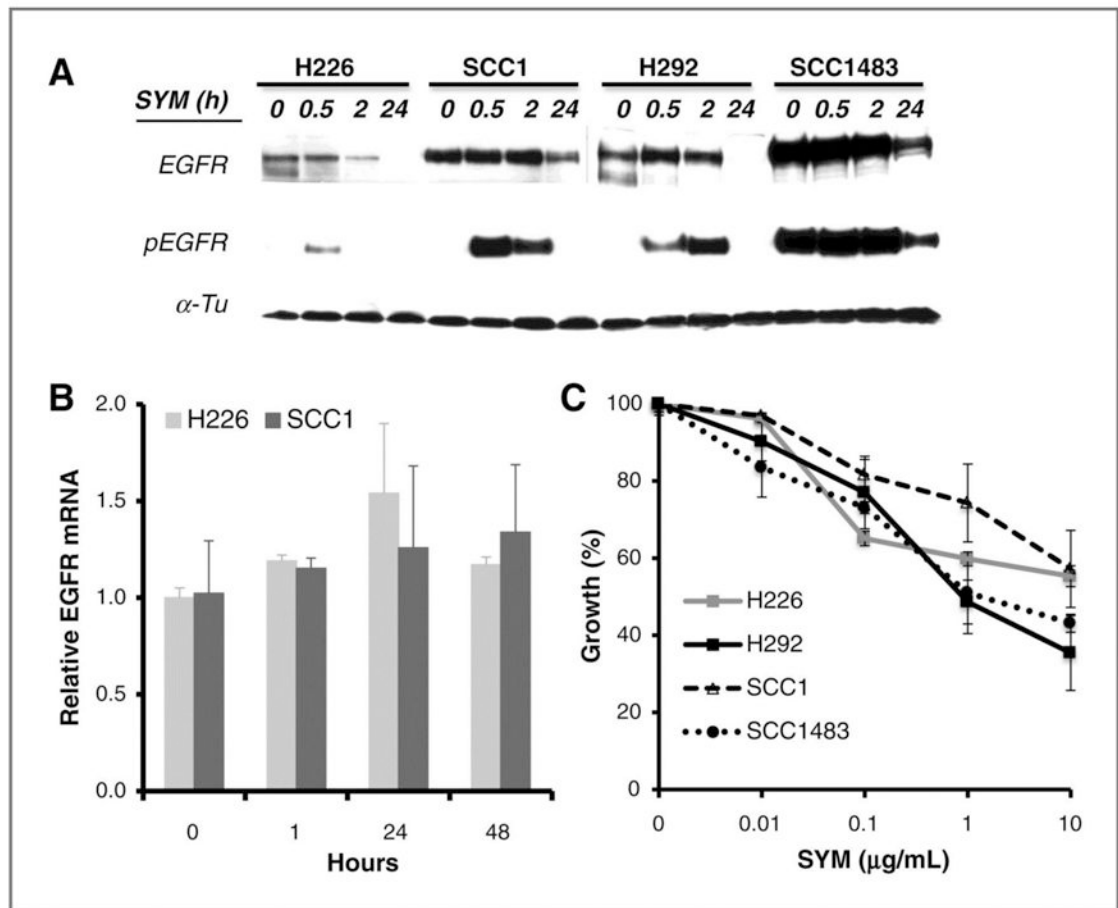 A
H226 SCC1 H292 SCC1483
SYM (h) 0 0.5 2 24 0 0.5 2 24 0 0.5 2 24 0 0.5 2 24
EGFR
pEGFR
α-Tu
B
H226 SCC1
2.0
1.5
1.0
0.5
0.0
Relative EGFR mRNA
0 1 24 48
Hours
C
100
80
60
40
20
0
Growth (%)
H226
H292
SCC1
SCC1483
0 0.01 0.1 1 10
SYM (μg/mL)